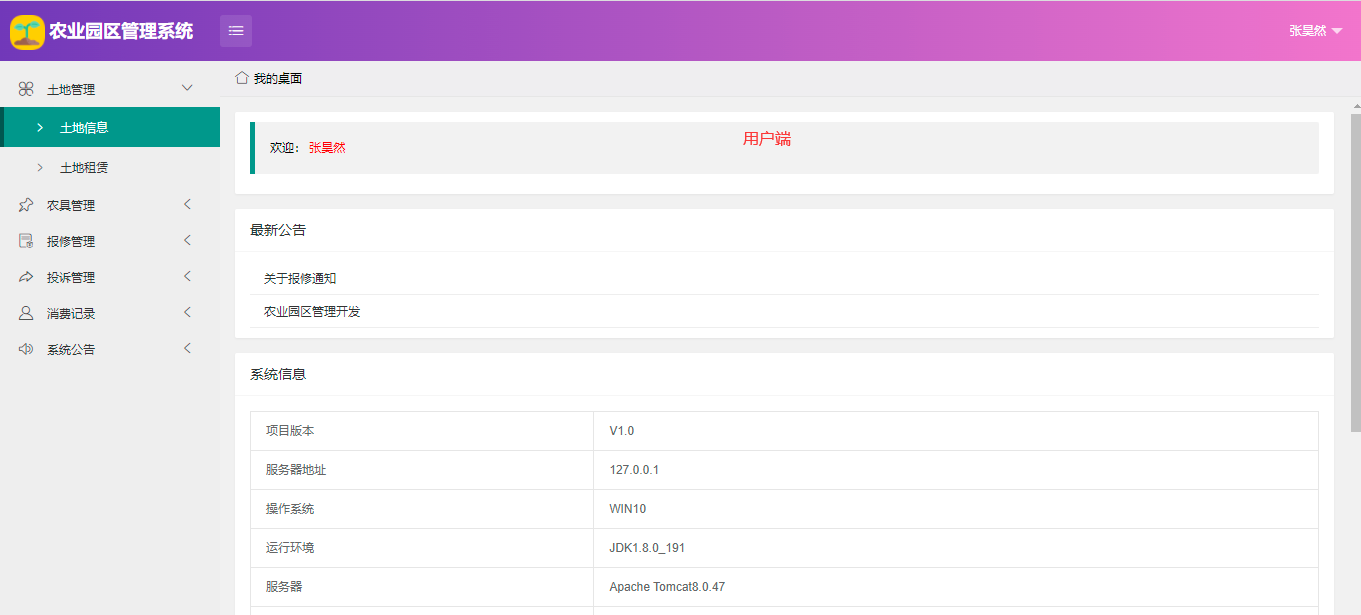 农业园区管理系统
张昊然
土地管理
土地信息
土地租赁
农具管理
报修管理
投诉管理
消费记录
系统公告
我的桌面
欢迎：张昊然
用户端
最新公告
关于报修通知
农业园区管理开发
系统信息
项目版本 V1.0
服务器地址 127.0.0.1
操作系统 WIN10
运行环境 JDK1.8.0_191
服务器 Apache Tomcat8.0.47